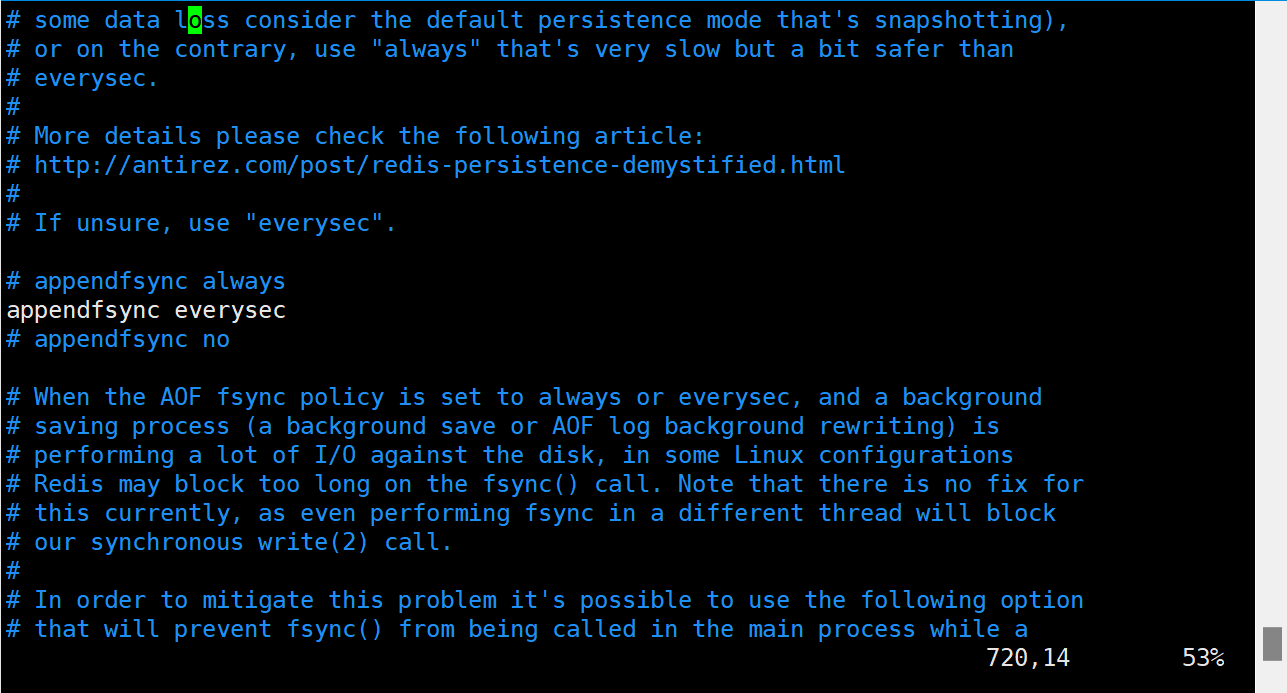 # some data loss consider the default persistence mode that's snapshotting),
# or on the contrary, use "always" that's very slow but a bit safer than
# everysec.
#
# More details please check the following article:
# http://antirez.com/post/redis-persistence-demystified.html
#
# If unsure, use "everysec".
# appendfsync always
appendfsync everysec
# appendfsync no
# When the AOF fsync policy is set to always or everysec, and a background
# saving process (a background save or AOF log background rewriting) is
# performing a lot of I/O against the disk, in some Linux configurations
# Redis may block too long on the fsync() call. Note that there is no fix for
# this currently, as even performing fsync in a different thread will block
# our synchronous write(2) call.
#
# In order to mitigate this problem it's possible to use the following option
# that will prevent fsync() from being called in the main process while a
720,14 53%